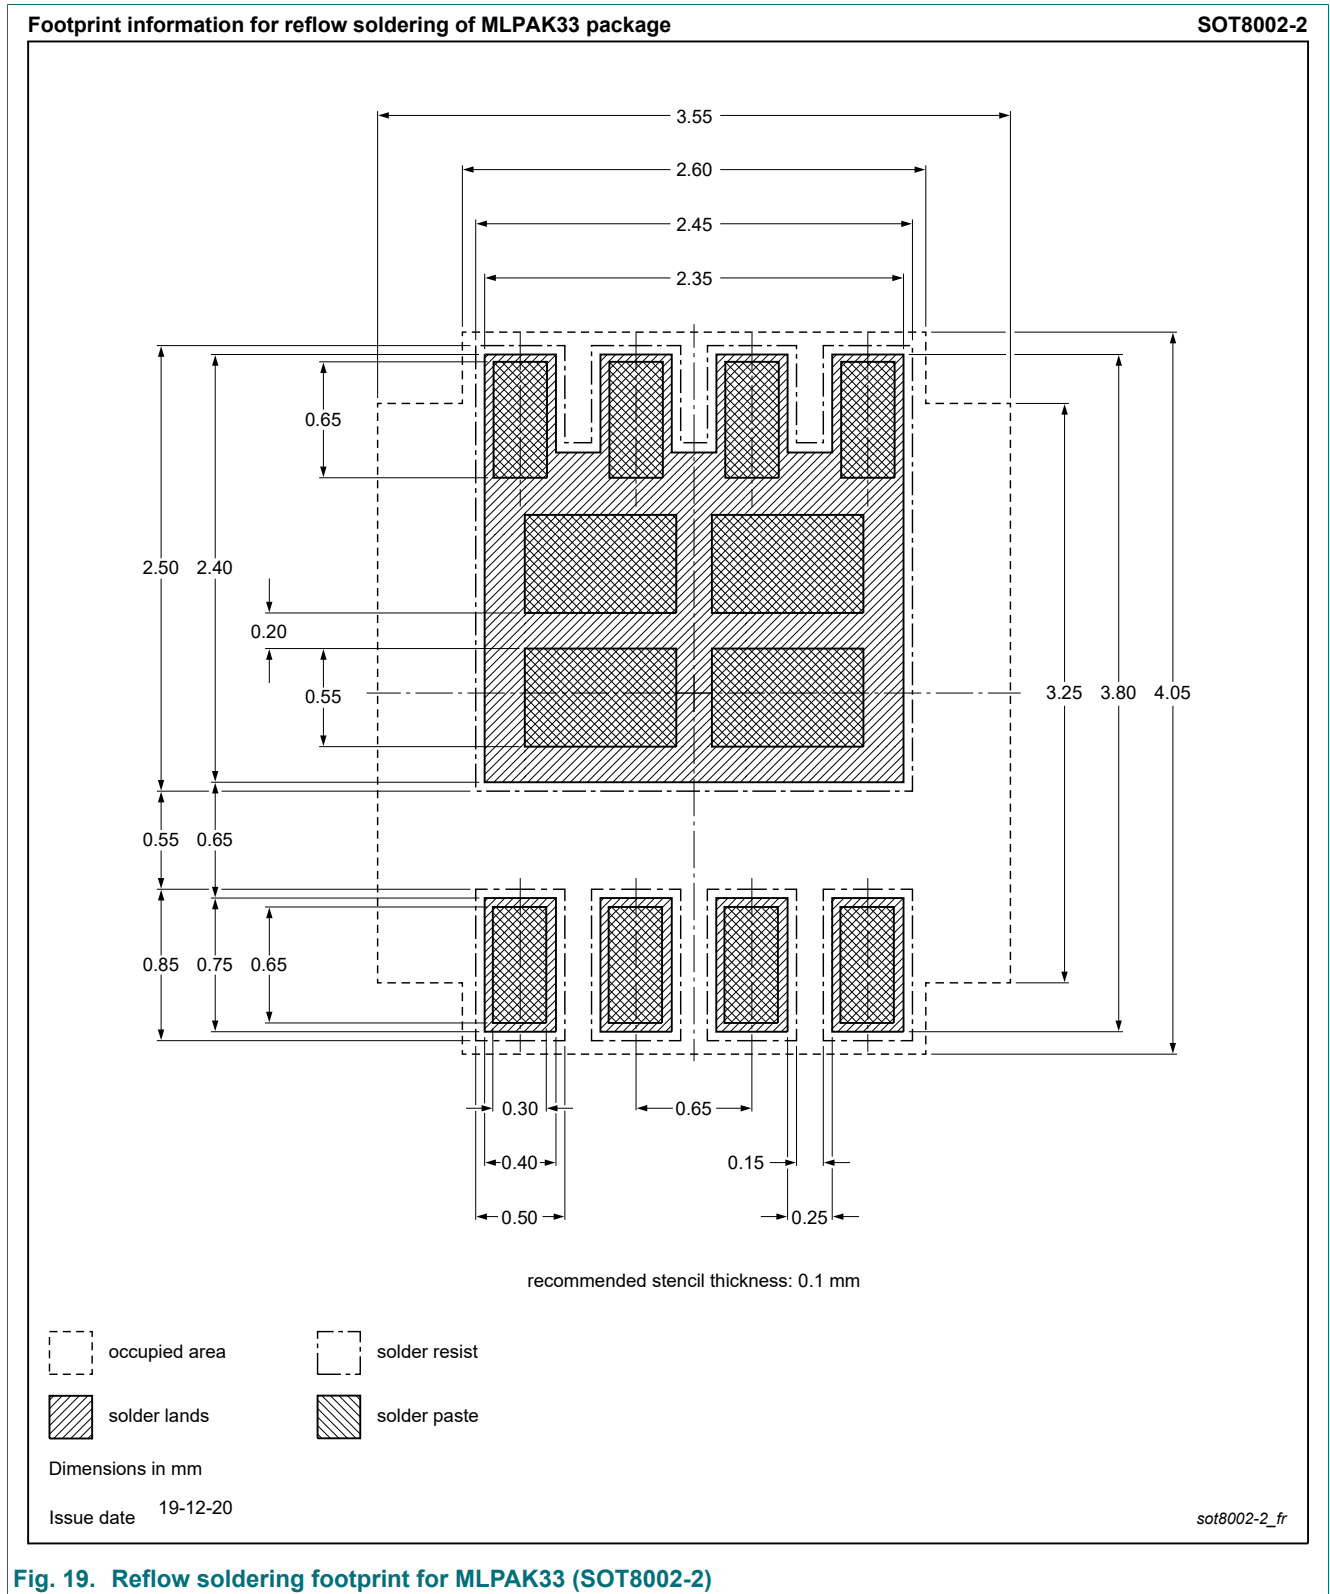 Footprint information for reflow soldering of MLPAK33 package SOT8002-2
3.55
2.60
2.45
2.35
0.65
2.50 2.40
0.20
0.55
3.25 3.80 4.05
0.55 0.65
0.85 0.75 0.65
0.30 0.65
0.40 0.15
0.50 0.25
recommended stencil thickness: 0.1 mm
occupied area solder resist
solder lands solder paste
Dimensions in mm
Issue date 19-12-20
sot8002-2_fr
Fig. 19. Reflow soldering footprint for MLPAK33 (SOT8002-2)